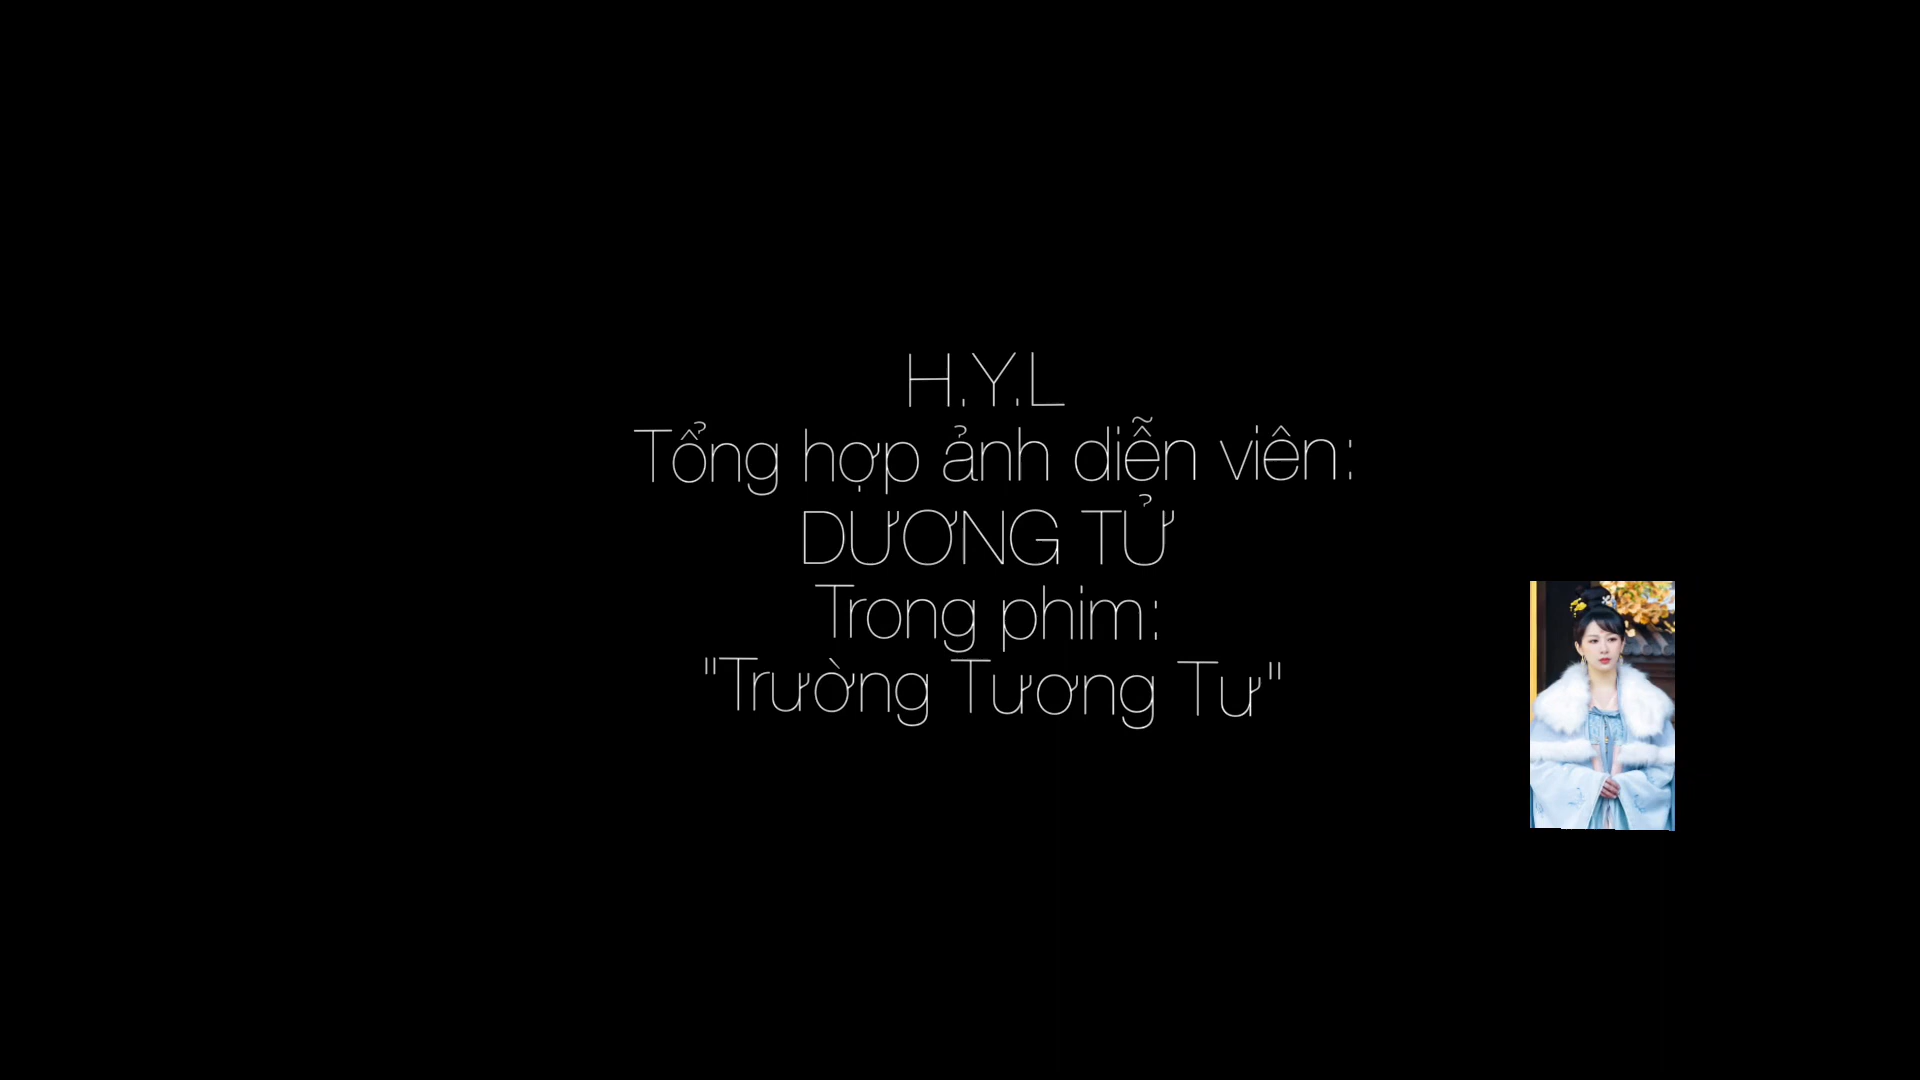 H.Y.L
Tổng hợp ảnh diễn viên:
DƯƠNG TỬ
Trong phim:
"Trường Tương Tư"